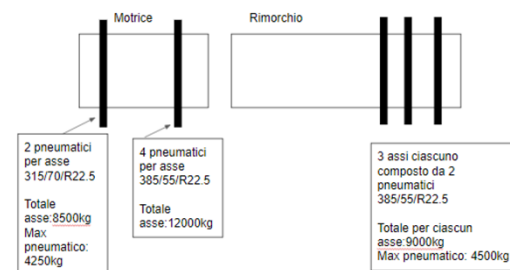 Motrice
Rimorchio
2 pneumatici
per asse
315/70/R22.5
Totale
asse:8500kg
Max
pneumatico:
4250kg
4 pneumatici
per asse
385/55/R22.5
Totale
asse:12000kg
3 assi ciascuno
composto da 2
pneumatici
385/55/R22.5
Totale per ciascun
asse:9000kg
Max pneumatico: 4500kg